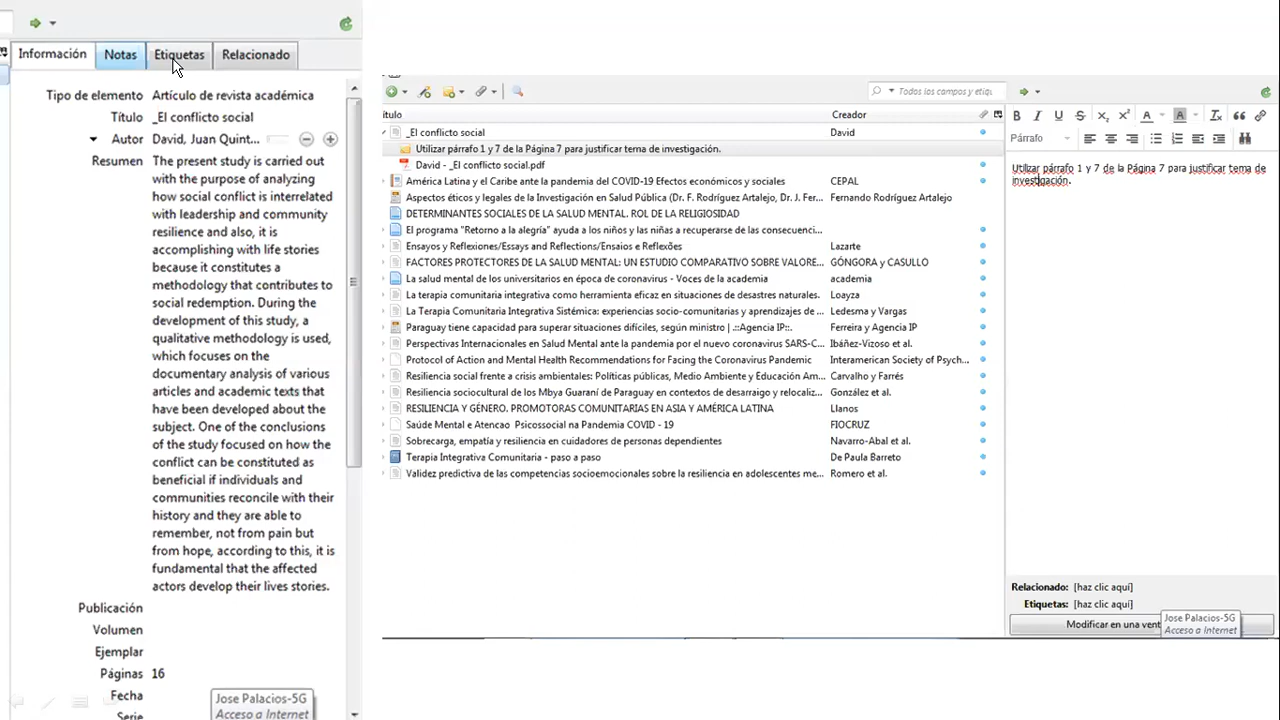 Información Notas Etiquetas Relacionado
Tipo de elemento Artículo de revista académica
Título _El conflicto social
Autor David, Juan Quint...
Resumen The present study is carried out
with the purpose of analyzing
how social conflict is interrelated
with leadership and community
resilience and also, it is
accomplishing with life stories
because it constitutes a
methodology that contributes to
social redemption. During the
development of this study, a
qualitative methodology is used,
which focuses on the
documentary analysis of various
articles and academic texts that
have been developed about the
subject. One of the conclusions
of the study focused on how the
conflict can be constituted as
beneficial if individuals and
communities reconcile with their
history and they are able to
remember, not from pain but
from hope, according to this, it is
fundamental that the affected
actors develop their lives stories.
Publicación
Volumen
Ejemplar
Páginas 16
Fecha
Serie
Jose Palacios-5G
Acceso a Internet
Todos los campos y etiqu
ítulo Creador
_El conflicto social David
Utilizar párrafo 1 y 7 de la Página 7 para justificar tema de investigación.
David - _El conflicto social.pdf
América Latina y el Caribe ante la pandemia del COVID-19 Efectos económicos y sociales CEPAL
Aspectos éticos y legales de la Investigación en Salud Pública (Dr. F. Rodríguez Artalejo, Dr. J. Fer... Fernando Rodríguez Artalejo
DETERMINANTES SOCIALES DE LA SALUD MENTAL. ROL DE LA RELIGIOSIDAD
El programa "Retorno a la alegría" ayuda a los niños y las niñas a recuperarse de las consecuenci...
Ensayos y Reflexiones/Essays and Reflections/Ensaios e Reflexões Lazarte
FACTORES PROTECTORES DE LA SALUD MENTAL: UN ESTUDIO COMPARATIVO SOBRE VALORE... GÓNGORA y CASULLO
La salud mental de los universitarios en época de coronavirus - Voces de la academia academia
La terapia comunitaria integrativa como herramienta eficaz en situaciones de desastres naturales. Loayza
La Terapia Comunitaria Integrativa Sistémica: experiencias socio-comunitarias y aprendizajes de ... Ledesma y Vargas
Paraguay tiene capacidad para superar situaciones difíciles, según ministro | .::Agencia IP::. Ferreira y Agencia IP
Perspectivas Internacionales en Salud Mental ante la pandemia por el nuevo coronavirus SARS-C... Ibáñez-Vizoso et al.
Protocol of Action and Mental Health Recommendations for Facing the Coronavirus Pandemic Interamerican Society of Psych...
Resiliencia social frente a crisis ambientales: Políticas públicas, Medio Ambiente y Educación Am... Carvalho y Farrés
Resiliencia sociocultural de los Mbya Guaraní de Paraguay en contextos de desarraigo y relocaliz... González et al.
RESILIENCIA Y GÉNERO. PROMOTORAS COMUNITARIAS EN ASIA Y AMÉRICA LATINA Llanos
Saúde Mental e Atencao Psicossocial na Pandemia COVID - 19 FIOCRUZ
Sobrecarga, empatía y resiliencia en cuidadores de personas dependientes Navarro-Abal et al.
Terapia Integrativa Comunitaria - paso a paso De Paula Barreto
Validez predictiva de las competencias socioemocionales sobre la resiliencia en adolescentes me... Romero et al.
B I U S X₂ X² A A Tx
Párrafo
Utilizar párrafo 1 y 7 de la Página 7 para justificar tema de
investigación.
Relacionado: [haz clic aquí]
Etiquetas: [haz clic aquí]
Modificar en una vent
Jose Palacios-5G
Acceso a Internet